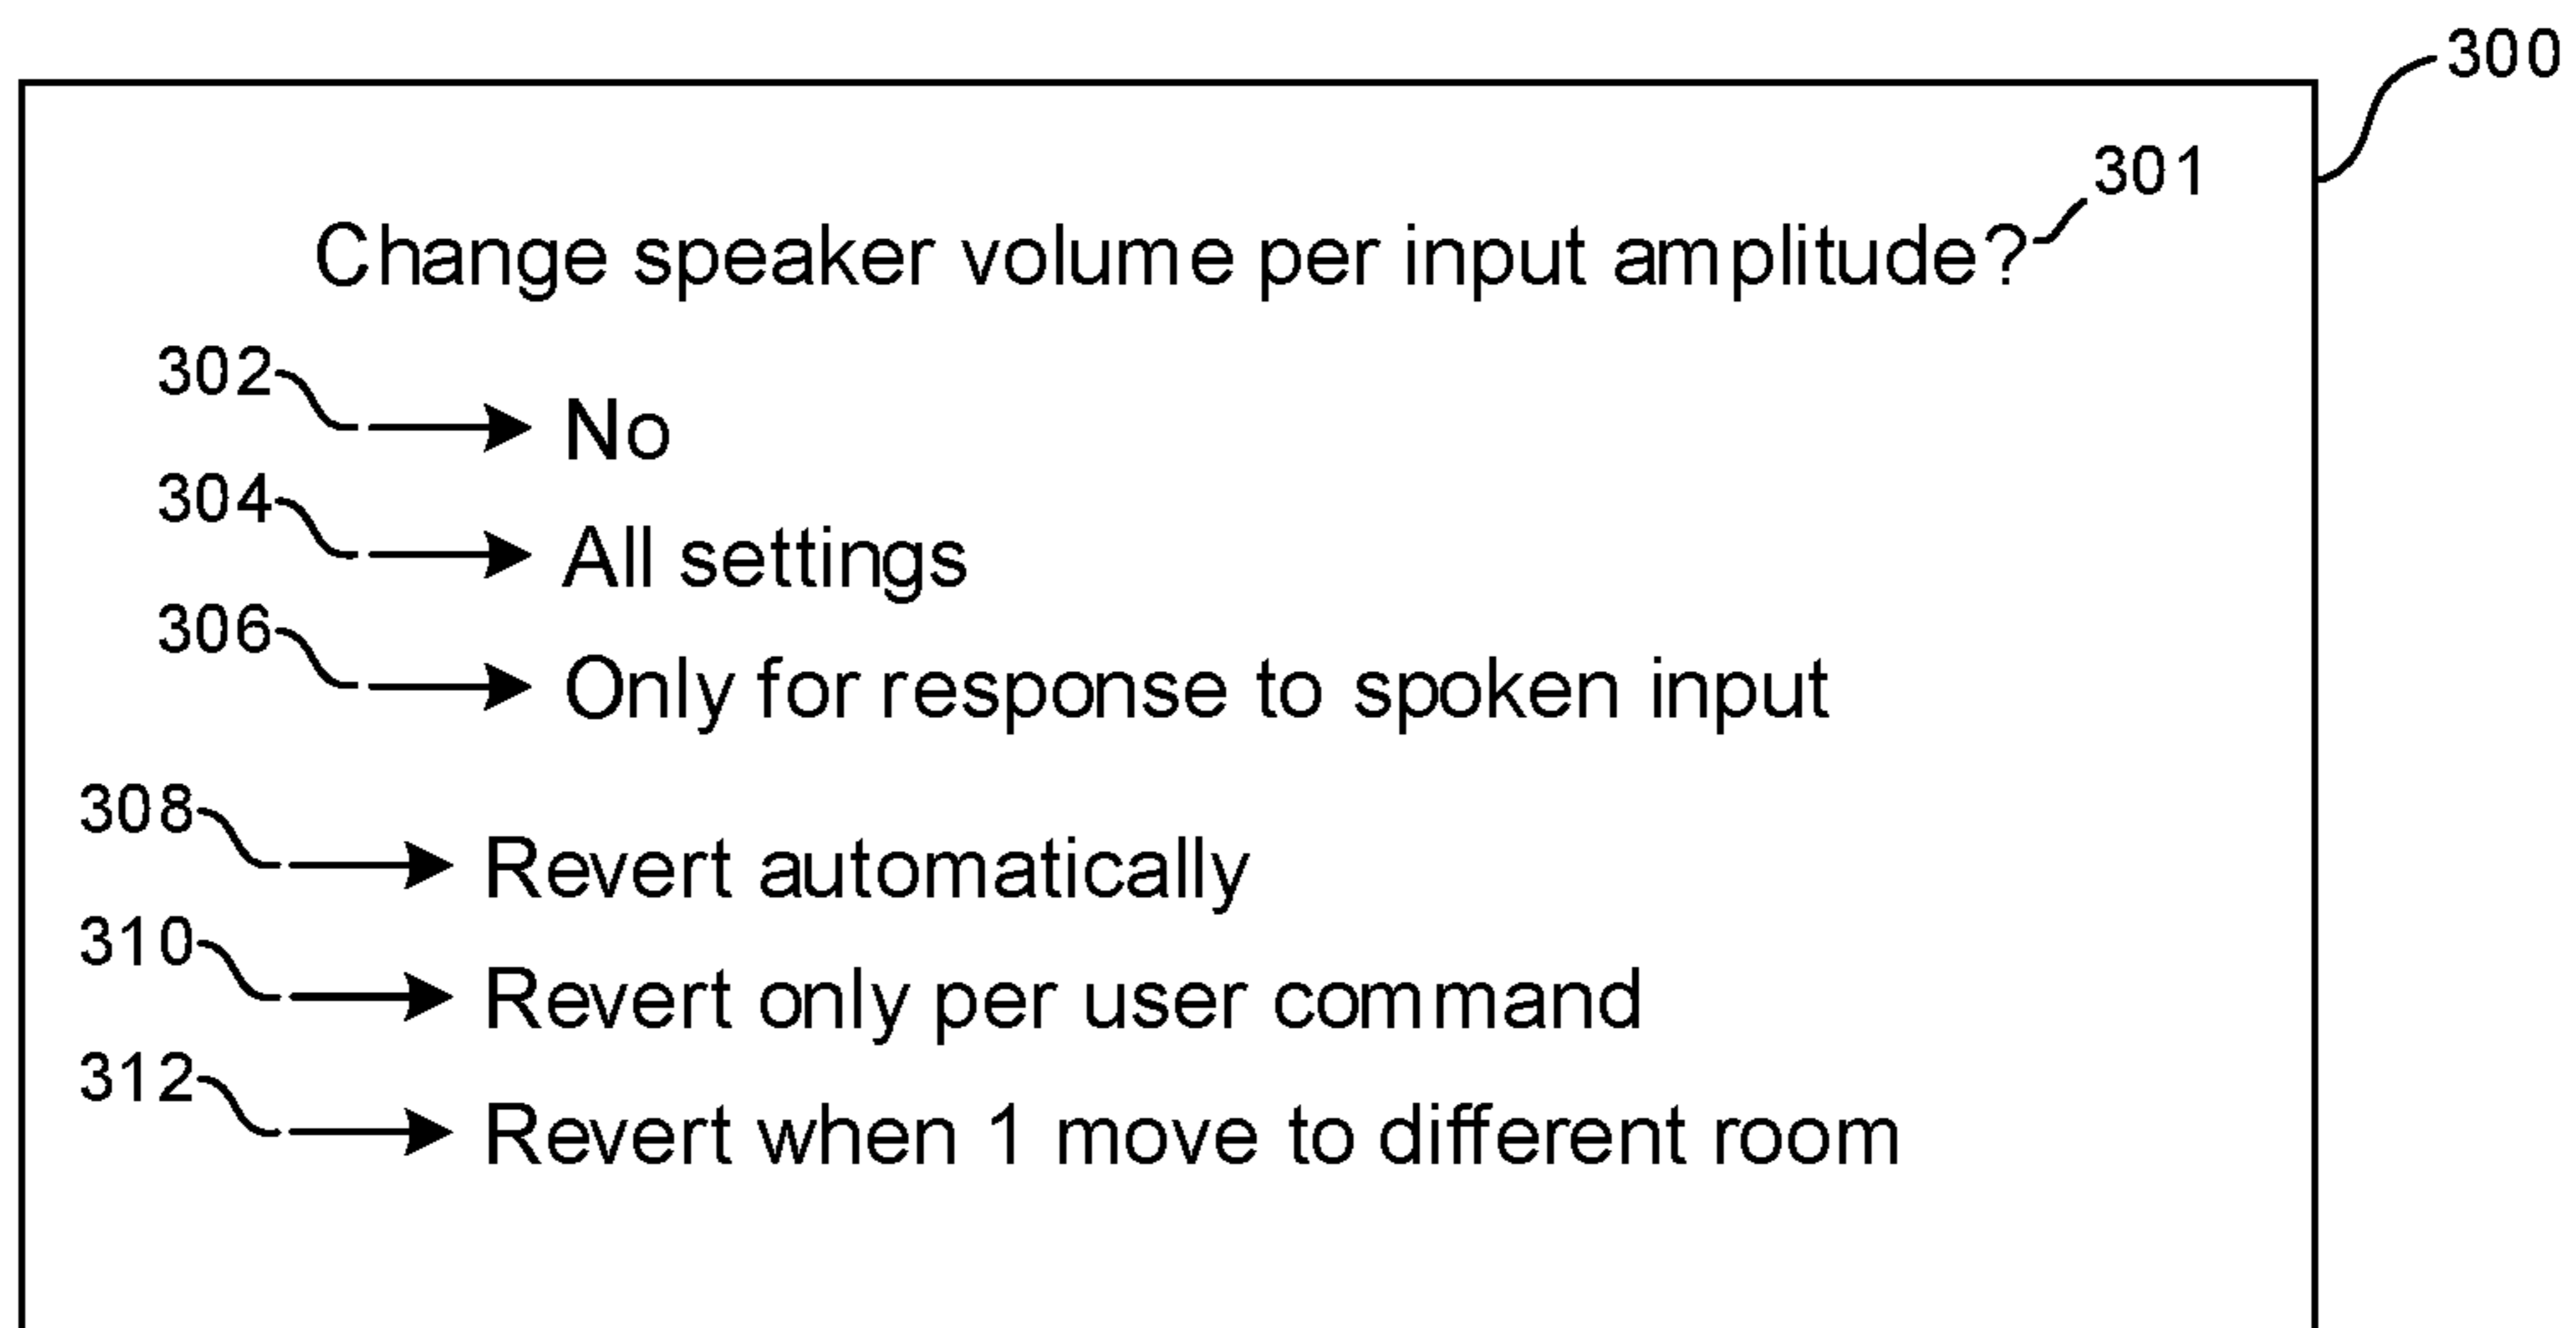 300
301
Change speaker volume per input amplitude?
302
No
304
All settings
306
Only for response to spoken input
308
Revert automatically
310
Revert only per user command
312
Revert when 1 move to different room